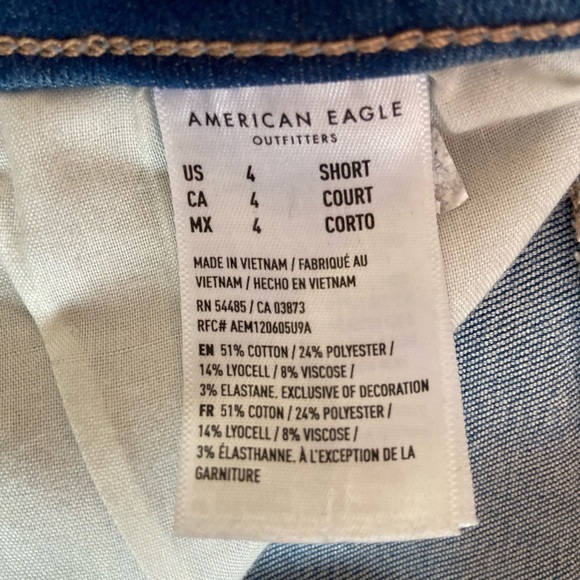 AMERICAN EAGLE
OUTFITTERS
US 4 SHORT
CA 4 COURT
MX 4 CORTO
MADE IN VIETNAM / FABRIQUÉ AU
VIETNAM / HECHO EN VIETNAM
RN 54485 / CA 03873
RFC# AEM120605U9A
EN 51% COTTON / 24% POLYESTER /
14% LYOCELL / 8% VISCOSE /
3% ELASTANE, EXCLUSIVE OF DECORATION
FR 51% COTON / 24% POLYESTER /
14% LYOCELL / 8% VISCOSE /
3% ÉLASTHANNE, À L'EXCEPTION DE LA
GARNITURE